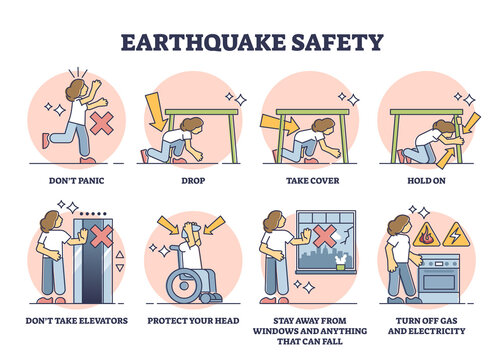 EARTHQUAKE SAFETY
DON'T PANIC
DROP
TAKE COVER
HOLD ON
DON'T TAKE ELEVATORS
PROTECT YOUR HEAD
STAY AWAY FROM
WINDOWS AND ANYTHING
THAT CAN FALL
TURN OFF GAS
AND ELECTRICITY